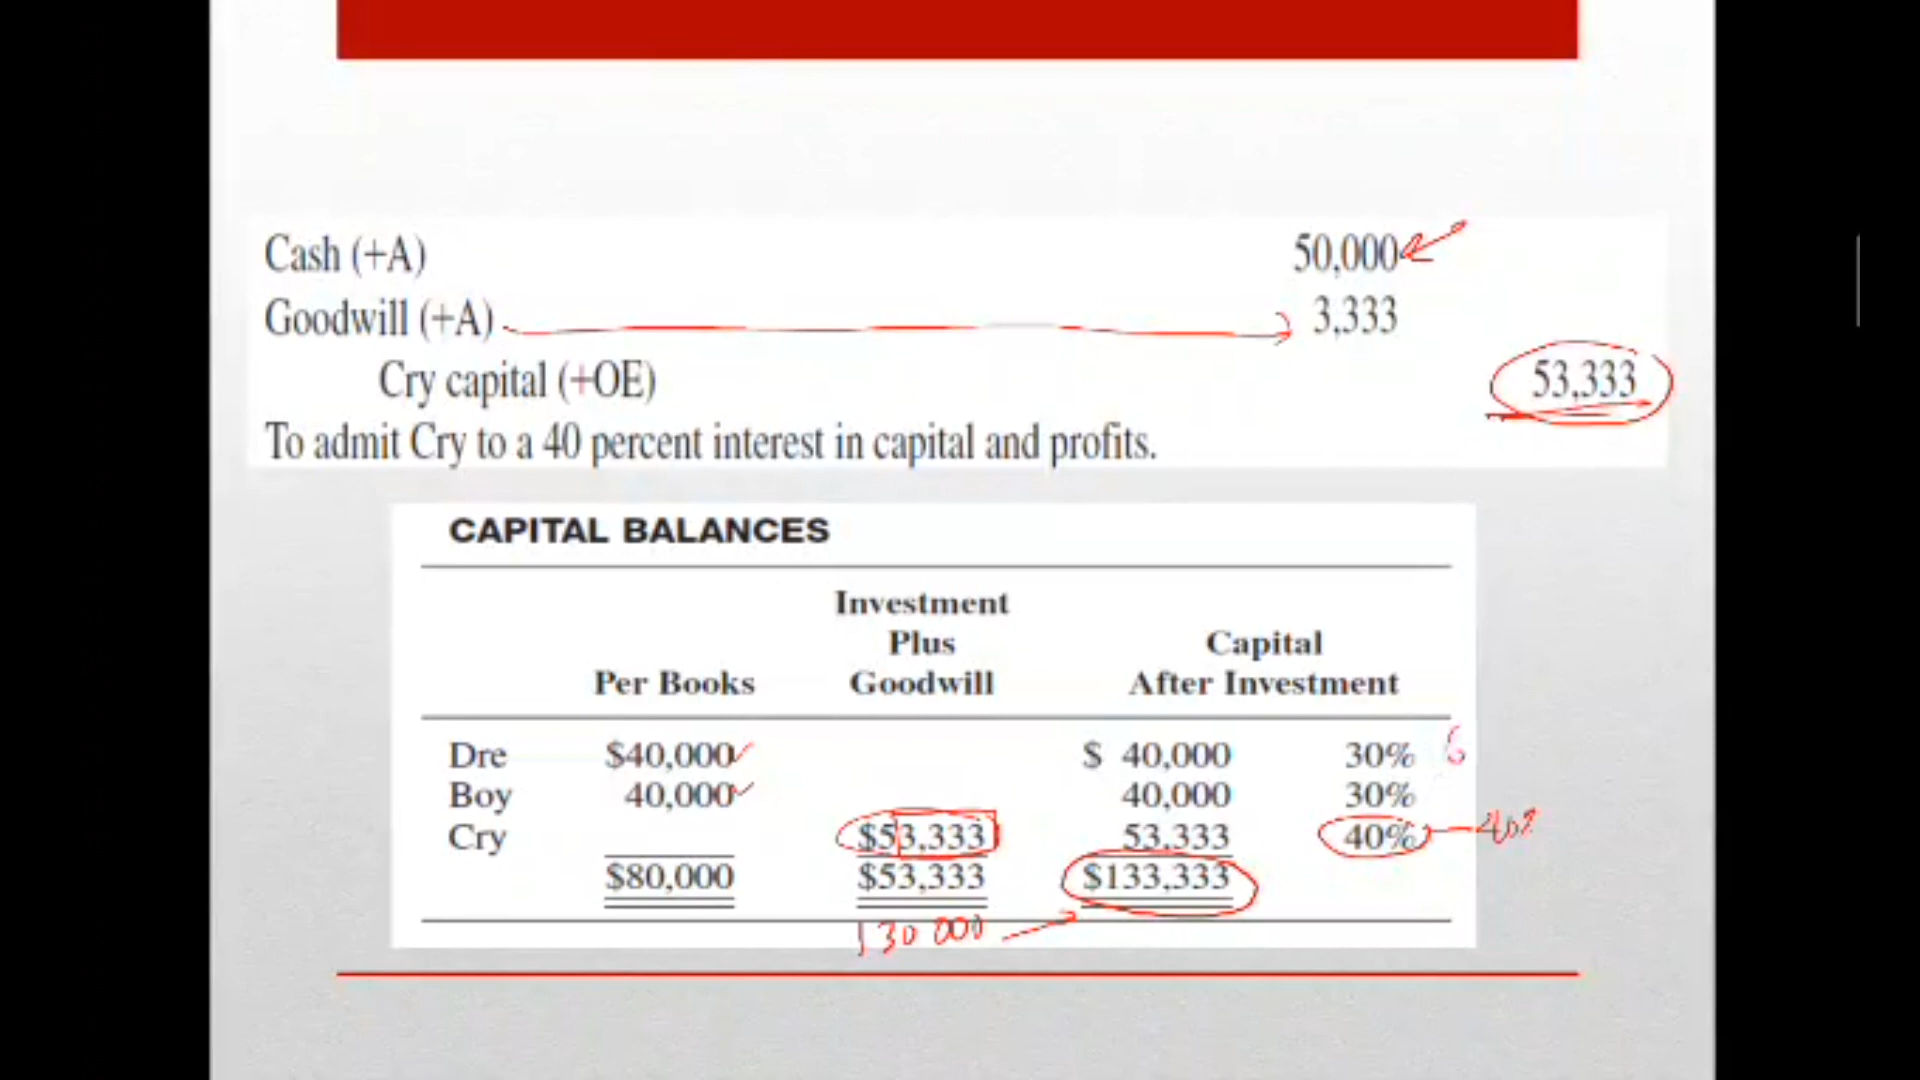 Cash (+A) 50,000
Goodwill (+A) 3,333
Cry capital (+OE) 53,333
To admit Cry to a 40 percent interest in capital and profits.
CAPITAL BALANCES
Investment
Plus Capital
Per Books Goodwill After Investment
Dre $40,000 $ 40,000 30% 6
Boy 40,000 40,000 30%
Cry $53,333 53,333 40% 40%
$80,000 $53,333 $133,333
130 000